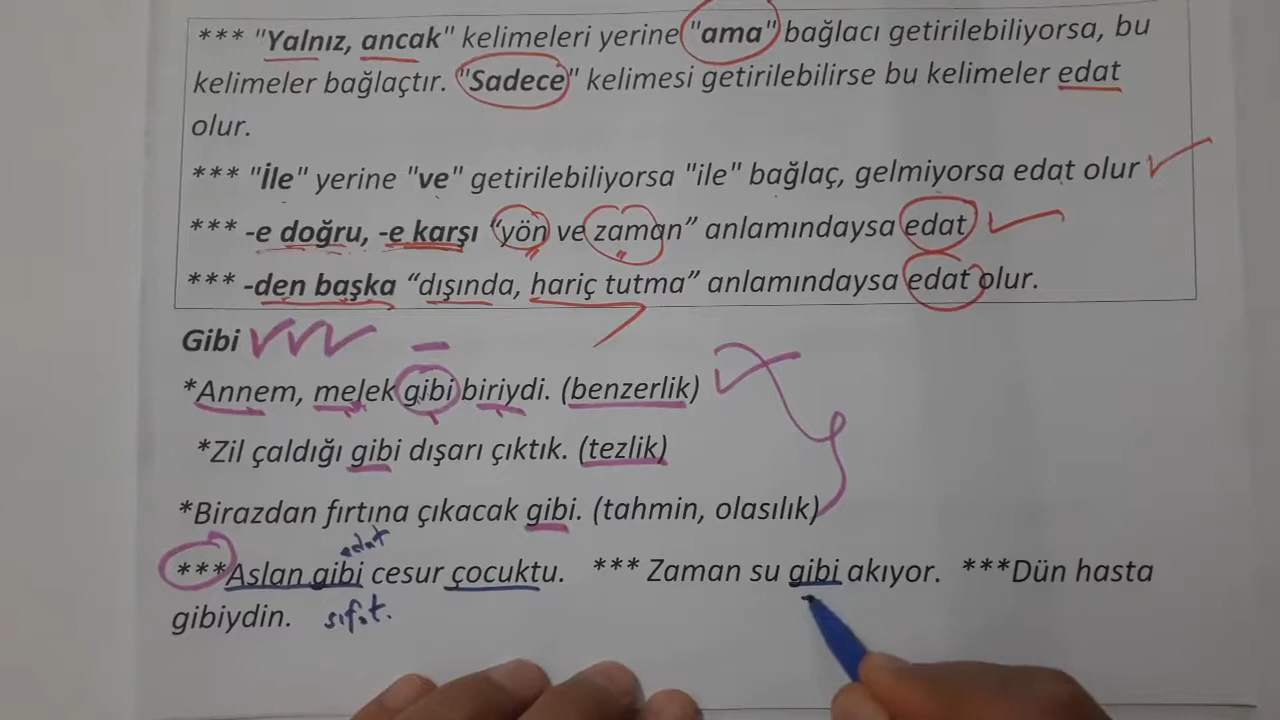 *** "Yalnız, ancak" kelimeleri yerine "ama" bağlacı getirilebiliyorsa, bu
kelimeler bağlaçtır. "Sadece" kelimesi getirilebilirse bu kelimeler edat
olur.
*** "İle" yerine "ve" getirilebiliyorsa "ile" bağlaç, gelmiyorsa edat olur
*** -e doğru, -e karşı “yön ve zaman” anlamındaysa edat
*** -den başka “dışında, hariç tutma” anlamındaysa edat olur.
Gibi
*Annem, melek gibi biriydi. (benzerlik)
*Zil çaldığı gibi dışarı çıktık. (tezlik)
*Birazdan fırtına çıkacak gibi. (tahmin, olasılık)
edat
***Aslan gibi cesur çocuktu. *** Zaman su gibi akıyor. ***Dün hasta
gibiydin. sıfat.